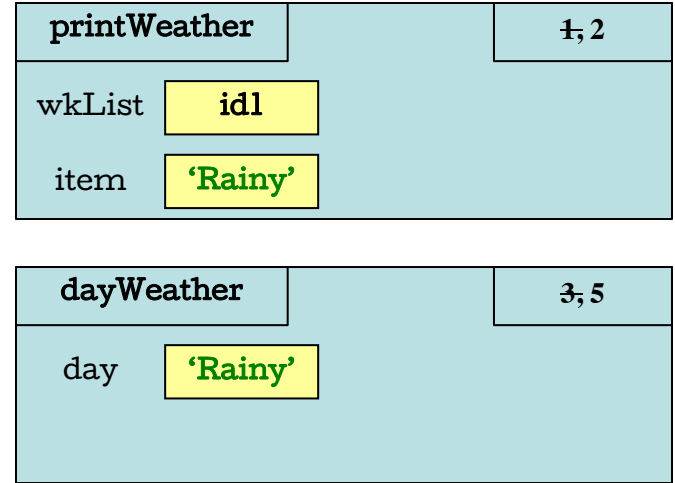 printWeather
1, 2
wkList id1
item ‘Rainy’
dayWeather
3, 5
day ‘Rainy’